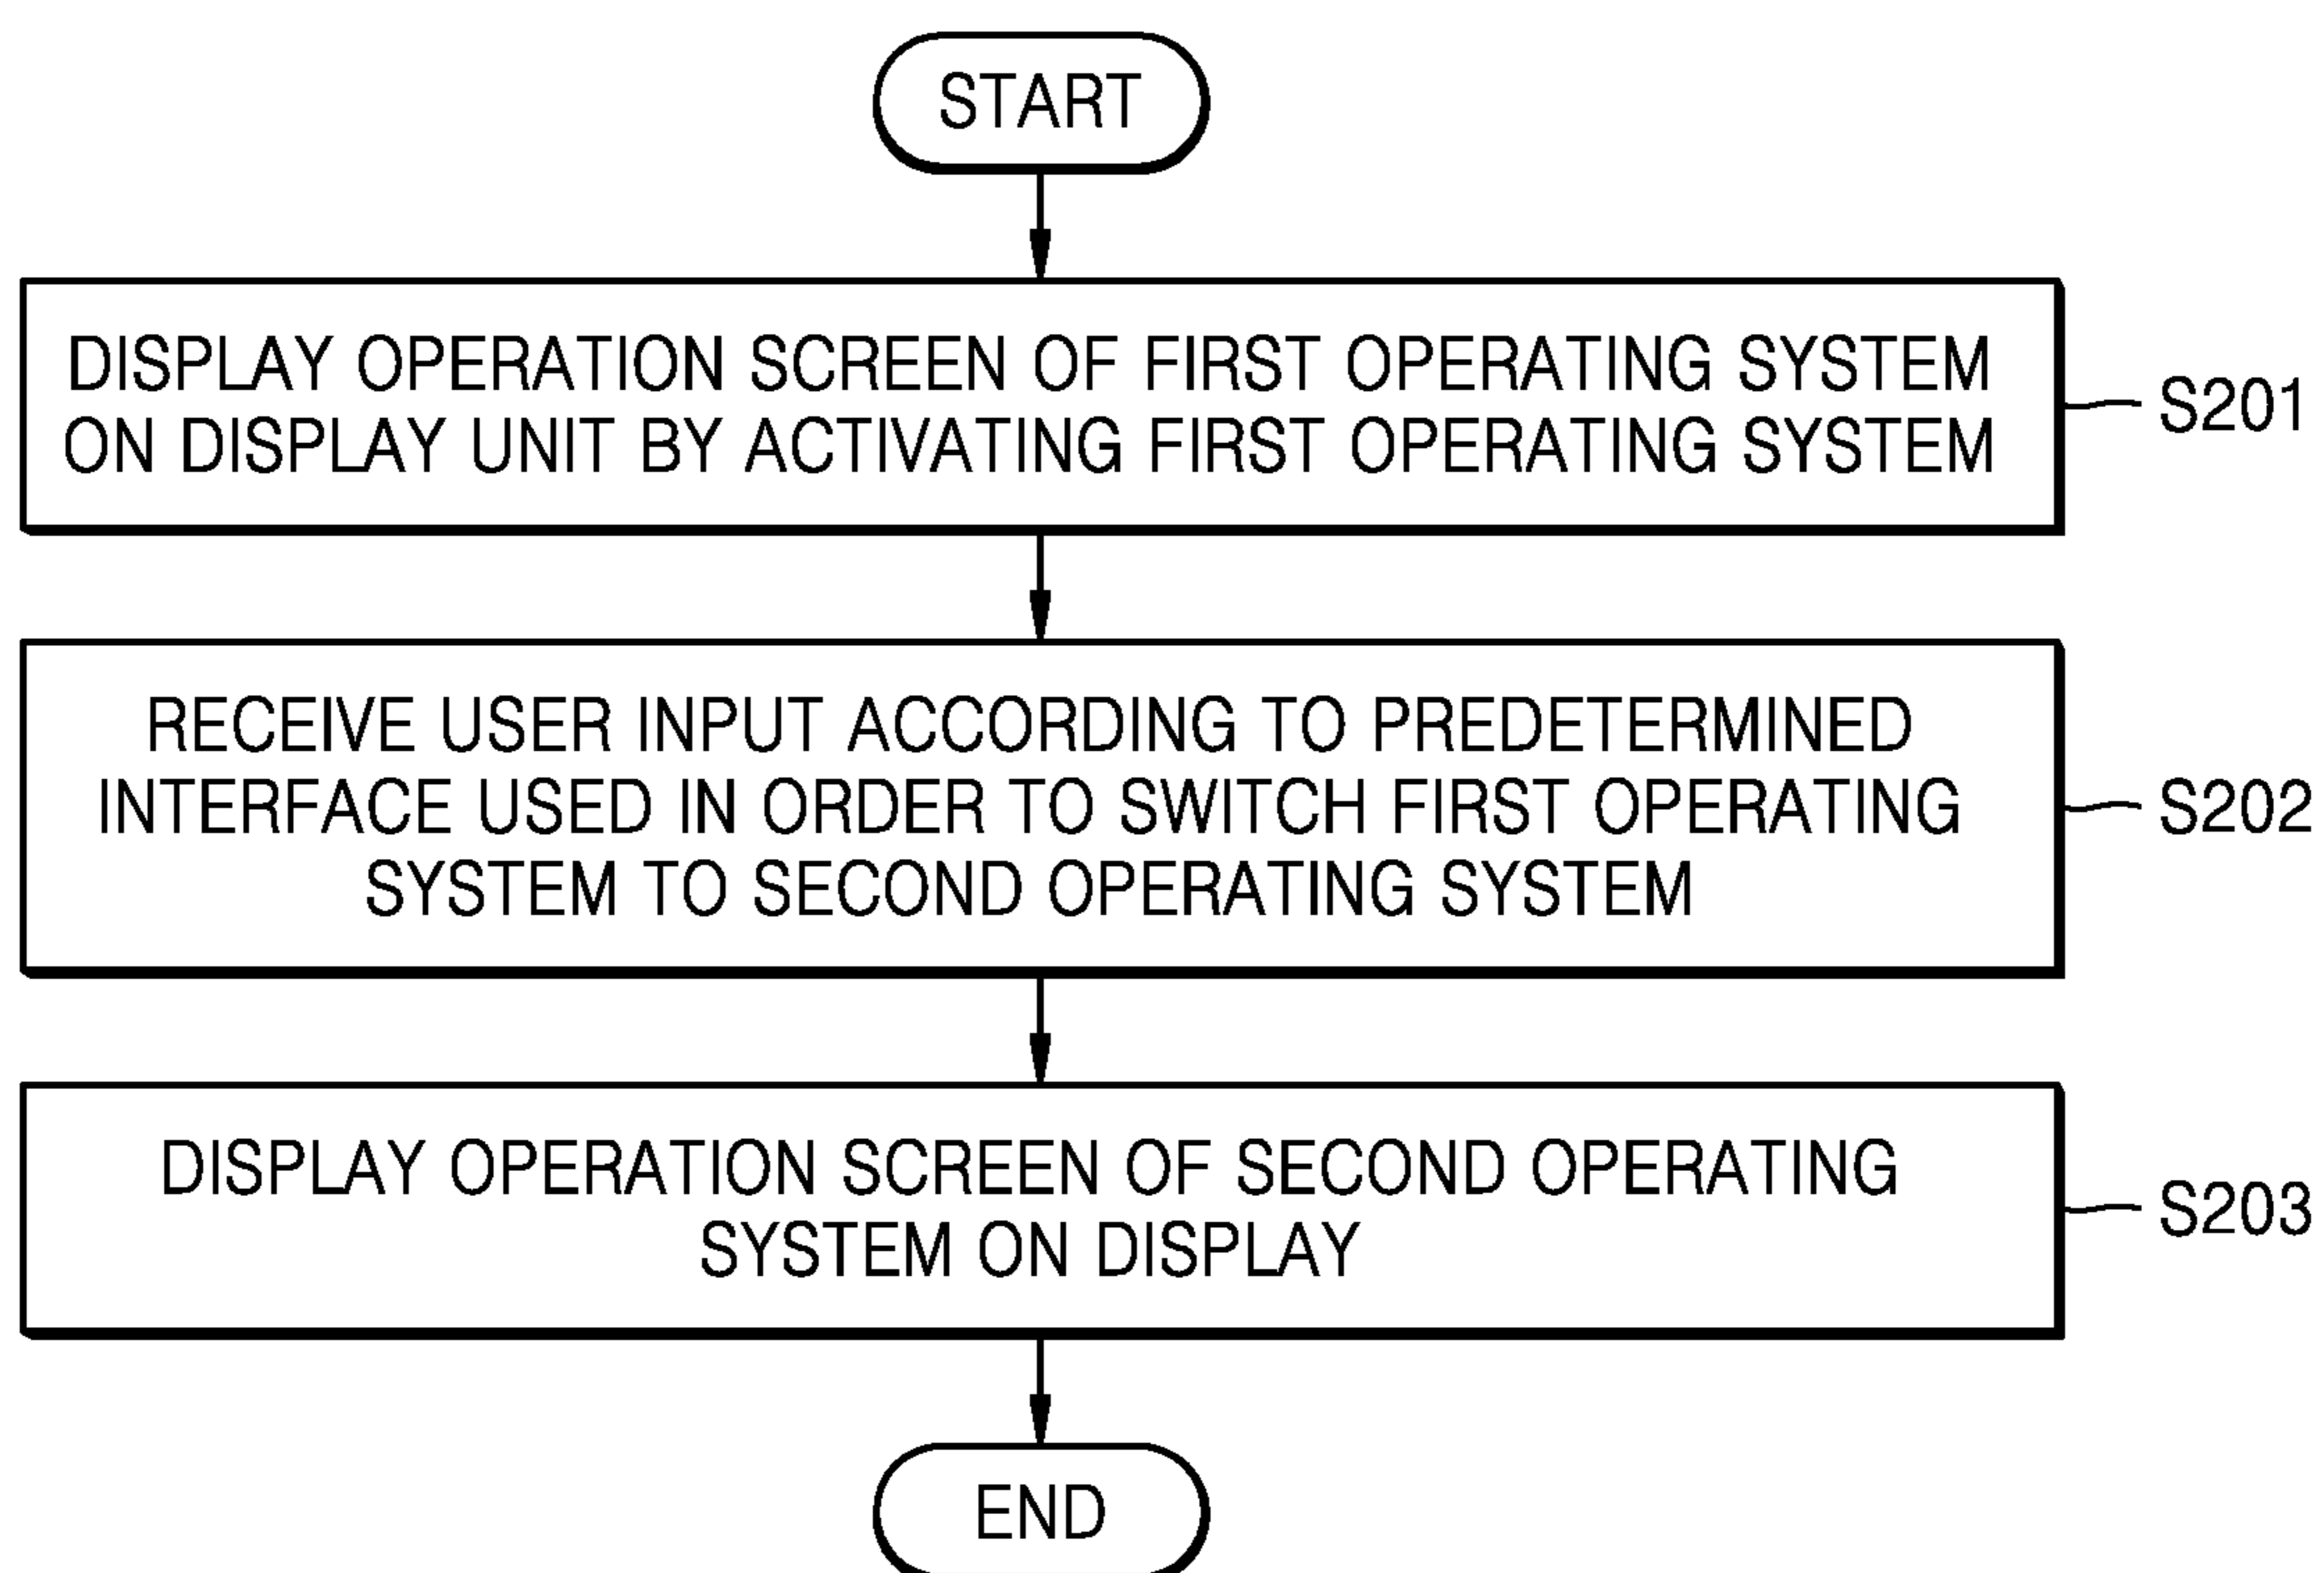 START
DISPLAY OPERATION SCREEN OF FIRST OPERATING SYSTEM
ON DISPLAY UNIT BY ACTIVATING FIRST OPERATING SYSTEM
S201
RECEIVE USER INPUT ACCORDING TO PREDETERMINED
INTERFACE USED IN ORDER TO SWITCH FIRST OPERATING
SYSTEM TO SECOND OPERATING SYSTEM
S202
DISPLAY OPERATION SCREEN OF SECOND OPERATING
SYSTEM ON DISPLAY
S203
END